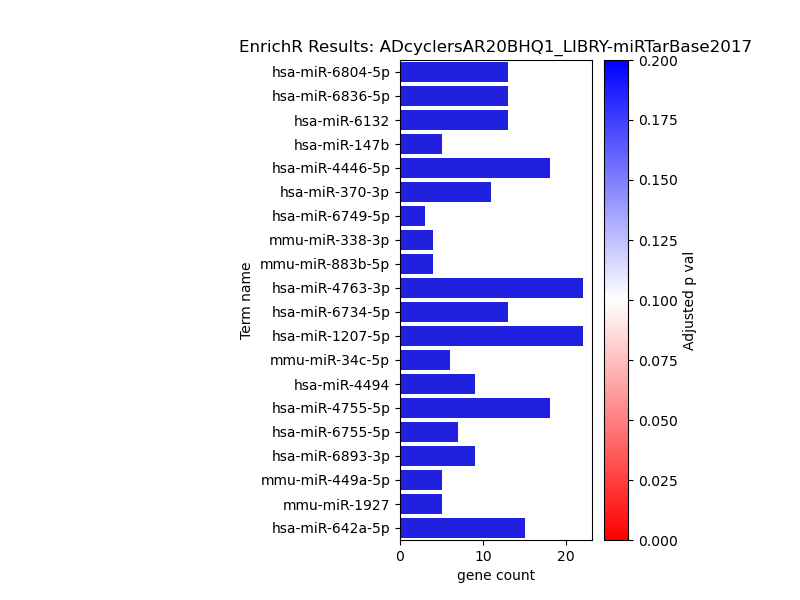 EnrichR Results: ADcyclersAR20BHQ1_LIBRY-miRTarBase2017
Term name
hsa-miR-6804-5p
hsa-miR-6836-5p
hsa-miR-6132
hsa-miR-147b
hsa-miR-4446-5p
hsa-miR-370-3p
hsa-miR-6749-5p
mmu-miR-338-3p
mmu-miR-883b-5p
hsa-miR-4763-3p
hsa-miR-6734-5p
hsa-miR-1207-5p
mmu-miR-34c-5p
hsa-miR-4494
hsa-miR-4755-5p
hsa-miR-6755-5p
hsa-miR-6893-3p
mmu-miR-449a-5p
mmu-miR-1927
hsa-miR-642a-5p
0 10 20
gene count
0.200
0.175
0.150
0.125
0.100
0.075
0.050
0.025
0.000
Adjusted p val